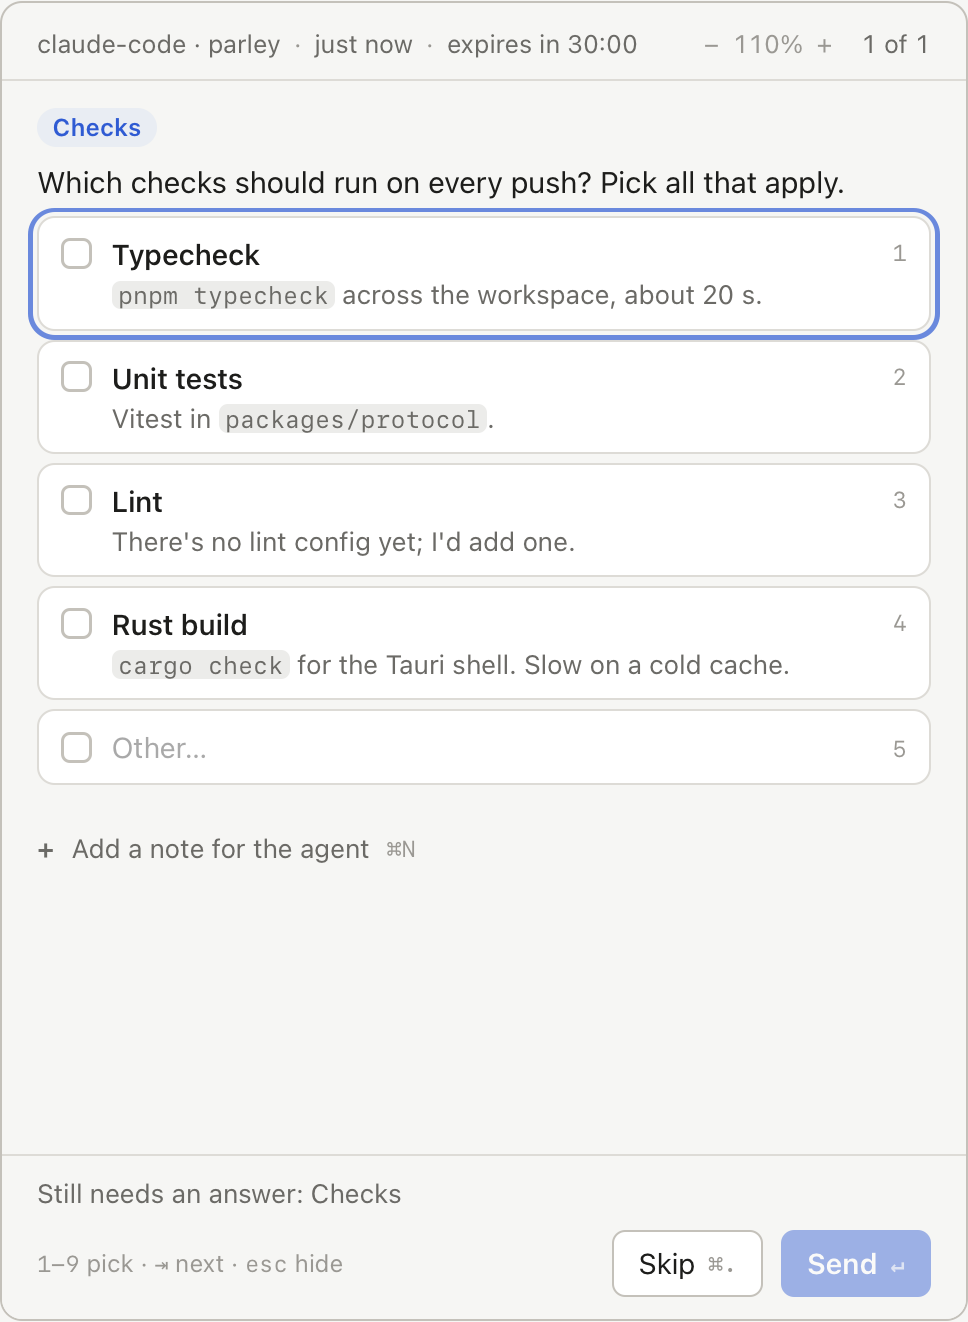 claude-code · parley · just now · expires in 30:00 − 110% + 1 of 1
Checks
Which checks should run on every push? Pick all that apply.
Typecheck 1
pnpm typecheck across the workspace, about 20 s.
Unit tests 2
Vitest in packages/protocol.
Lint 3
There's no lint config yet; I'd add one.
Rust build 4
cargo check for the Tauri shell. Slow on a cold cache.
Other... 5
+ Add a note for the agent ⌘N
Still needs an answer: Checks
1–9 pick · ⇥ next · esc hide Skip ⌘. Send ↵